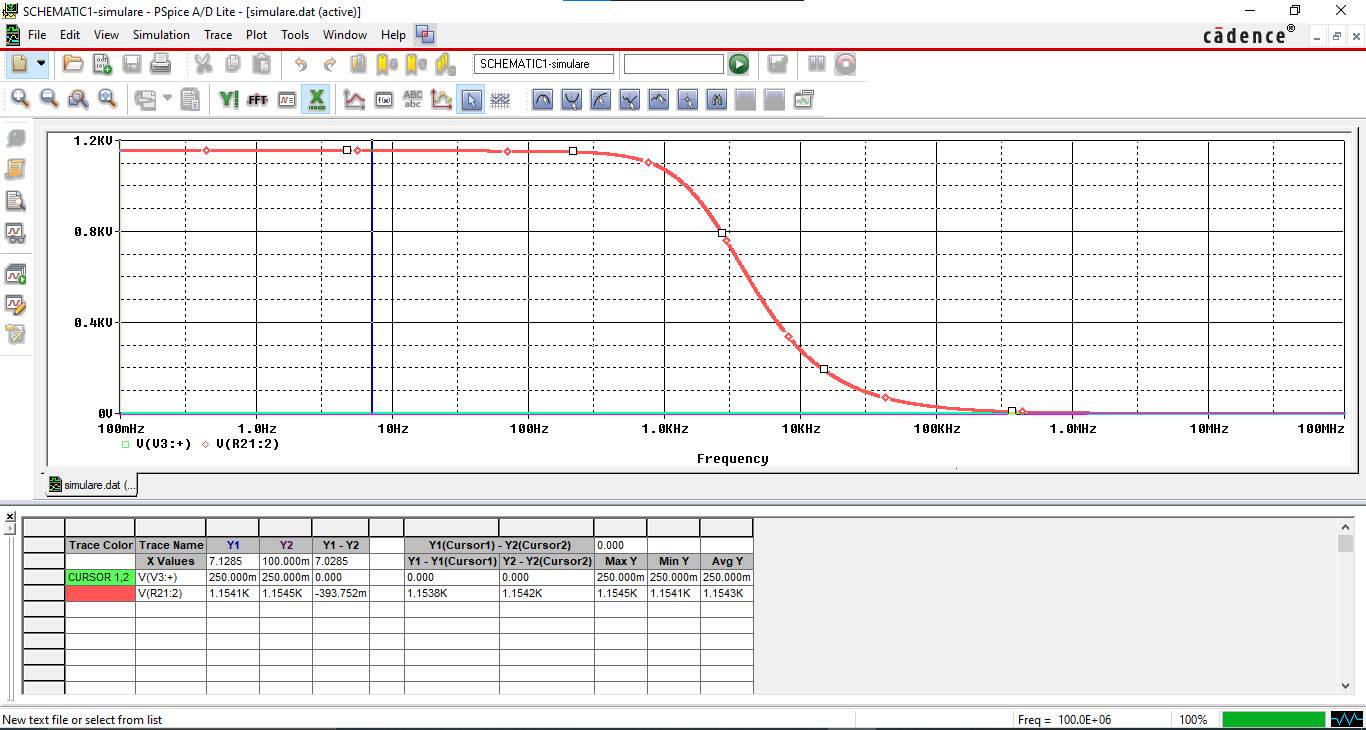 SCHEMATIC1-simulare - PSpice A/D Lite - [simulare.dat (active)]
File Edit View Simulation Trace Plot Tools Window Help
cādence®
SCHEMATIC1-simulare
FFT
ABC
abc
1.2KV
0.8KV
0.4KV
0V
100mHz 1.0Hz 10Hz 100Hz 1.0KHz 10KHz 100KHz 1.0MHz 10MHz 100MHz
V(V3:+) V(R21:2)
Frequency
simulare.dat (...
Trace Color Trace Name Y1 Y2 Y1 - Y2 Y1(Cursor1) - Y2(Cursor2) 0.000
X Values 7.1285 100.000m 7.0285 Y1 - Y1(Cursor1) Y2 - Y2(Cursor2) Max Y Min Y Avg Y
CURSOR 1,2 V(V3:+) 250.000m 250.000m 0.000 0.000 0.000 250.000m 250.000m 250.000m
V(R21:2) 1.1541K 1.1545K -393.752m 1.1538K 1.1542K 1.1545K 1.1541K 1.1543K
New text file or select from list
Freq = 100.0E+06 100%